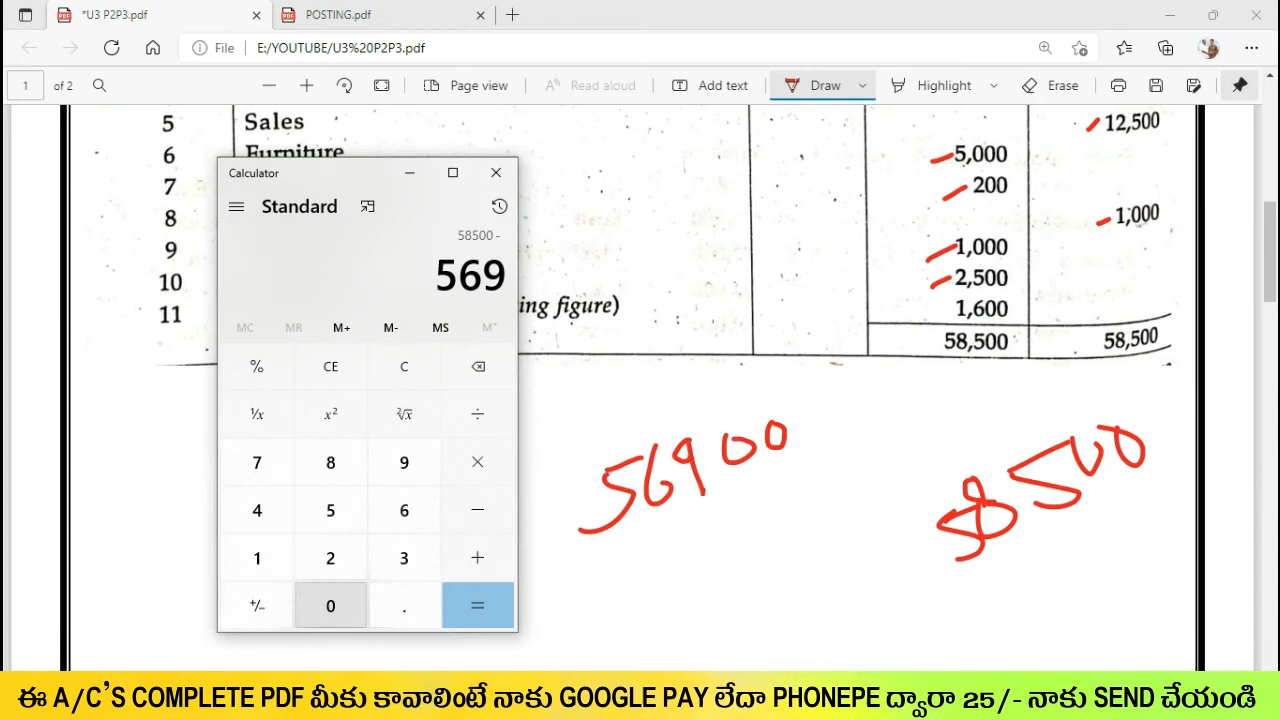 *U3 P2P3.pdf
POSTING.pdf
File E:/YOUTUBE/U3%20P2P3.pdf
1 of 2 Page view Read aloud Add text Draw Highlight Erase
5 Sales 12,500
6 Furniture 5,000
7 200
8 1,000
9 1,000
10 2,500
11 ing figure) 1,600
58,500 58,500
Calculator
Standard
58500 -
569
MC MR M+ M- MS M˅
% CE C
⅟x x² ²√x ÷
7 8 9 ×
4 5 6 −
1 2 3 +
+/- 0 . =
56900
58500
ఈ A/C'S COMPLETE PDF మీకు కావాలింటే నాకు GOOGLE PAY లేదా PHONEPE ద్వారా 25/- నాకు SEND చేయండి